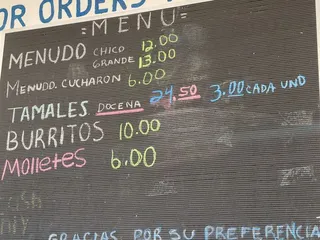 OR ORDERS
=MENU=
MENUDO CHICO 12.00
GRANDE 13.00
MENUDO. CUCHARON 6.00
TAMALES DOCENA 24.50 3.00 CADA UNO
BURRITOS 10.00
Molletes 6.00
GRACIAS POR SU PREFERENCIA